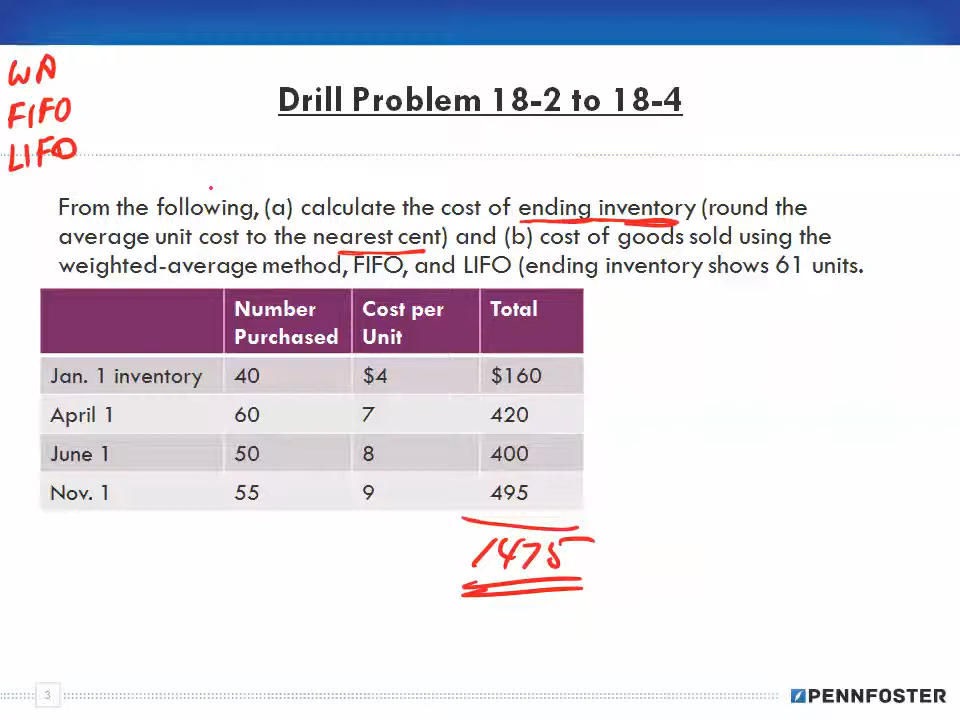 WA
FIFO
LIFO
Drill Problem 18-2 to 18-4
From the following, (a) calculate the cost of ending inventory (round the
average unit cost to the nearest cent) and (b) cost of goods sold using the
weighted-average method, FIFO, and LIFO (ending inventory shows 61 units.
Number Purchased Cost per Unit Total
Jan. 1 inventory 40 $4 $160
April 1 60 7 420
June 1 50 8 400
Nov. 1 55 9 495
1475
3
PENNFOSTER